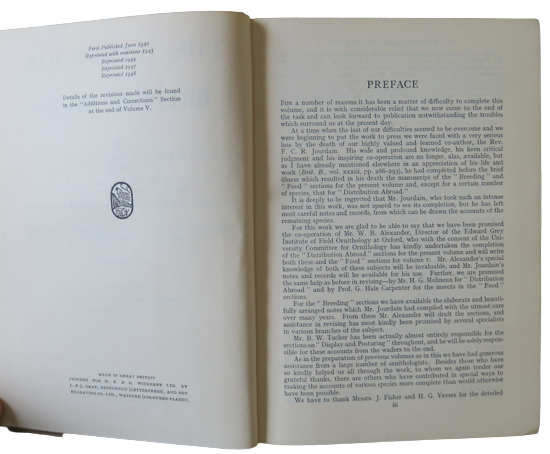 First Published June 1940
Reprinted with revisions 1943
Reprinted 1945
Reprinted 1947
Reprinted 1948
Details of the revisions made will be found
in the "Additions and Corrections" Section
at the end of Volume V.
MADE IN GREAT BRITAIN
PRINTED FOR H. F. & G. WITHERBY LTD. BY
J. & J. GRAY, EDINBURGH (LETTERPRESS), AND SUN
ENGRAVING CO., LTD., WATFORD (COLOURED PLATES)
PREFACE
For a number of reasons it has been a matter of difficulty to complete this
volume, and it is with considerable relief that we now come to the end of
the task and can look forward to publication notwithstanding the troubles
which surround us at the present day.
At a time when the last of our difficulties seemed to be overcome and we
were beginning to put the work to press we were faced with a very serious
loss by the death of our highly valued and learned co-author, the Rev.
F. C. R. Jourdain. His wide and profound knowledge, his keen critical
judgment and his inspiring co-operation are no longer, alas, available, but
as I have already mentioned elsewhere in an appreciation of his life and
work (Brit. B., vol. xxxiii, pp. 286-293), he had completed before the brief
illness which resulted in his death the manuscript of the "Breeding" and
"Food" sections for the present volume and, except for a certain number
of species, that for "Distribution Abroad."
It is deeply to be regretted that Mr. Jourdain, who took such an intense
interest in this work, was not spared to see its completion, but he has left
most careful notes and records, from which can be drawn the accounts of the
remaining species.
For this work we are glad to be able to say that we have been promised
the co-operation of Mr. W. B. Alexander, Director of the Edward Grey
Institute of Field Ornithology at Oxford, who with the consent of the Uni-
versity Committee for Ornithology has kindly undertaken the completion
of the "Distribution Abroad" sections for the present volume and will write
both these and the "Food" sections for volume v. Mr. Alexander's special
knowledge of both of these subjects will be invaluable, and Mr. Jourdain's
notes and records will be available for his use. Further, we are promised
the same help as before in revising—by Mr. H. G. Molineux for "Distribution
Abroad" and by Prof. G. Hale Carpenter for the insects in the "Food"
sections.
For the "Breeding" sections we have available the elaborate and beauti-
fully arranged notes which Mr. Jourdain had compiled with the utmost care
over many years. From these Mr. Alexander will draft the sections, and
assistance in revising has most kindly been promised by several specialists
in various branches of the subject.
Mr. B. W. Tucker has been actually almost entirely responsible for the
sections on "Display and Posturing" throughout, and he will be solely respon-
sible for these accounts from the waders to the end.
As in the preparation of previous volumes so in this we have had generous
assistance from a large number of ornithologists. Besides those who have
so kindly helped us all through the work, to whom we again tender our
grateful thanks, there are others who have contributed in special ways to
making the accounts of various species more complete than would otherwise
have been possible.
We have to thank Messrs. J. Fisher and H. G. Vevers for the detailed
iii